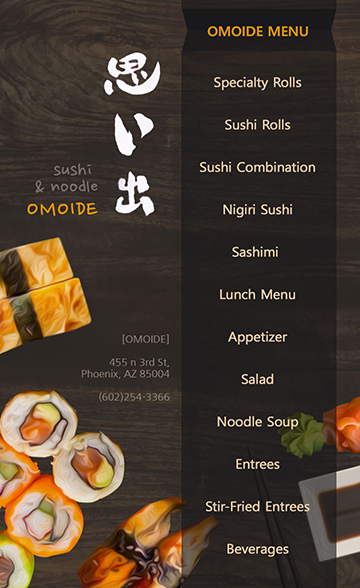 思い出
sushi
& noodle
OMOIDE
[OMOIDE]
455 n 3rd St,
Phoenix, AZ 85004
(602)254-3366
OMOIDE MENU
Specialty Rolls
Sushi Rolls
Sushi Combination
Nigiri Sushi
Sashimi
Lunch Menu
Appetizer
Salad
Noodle Soup
Entrees
Stir-Fried Entrees
Beverages